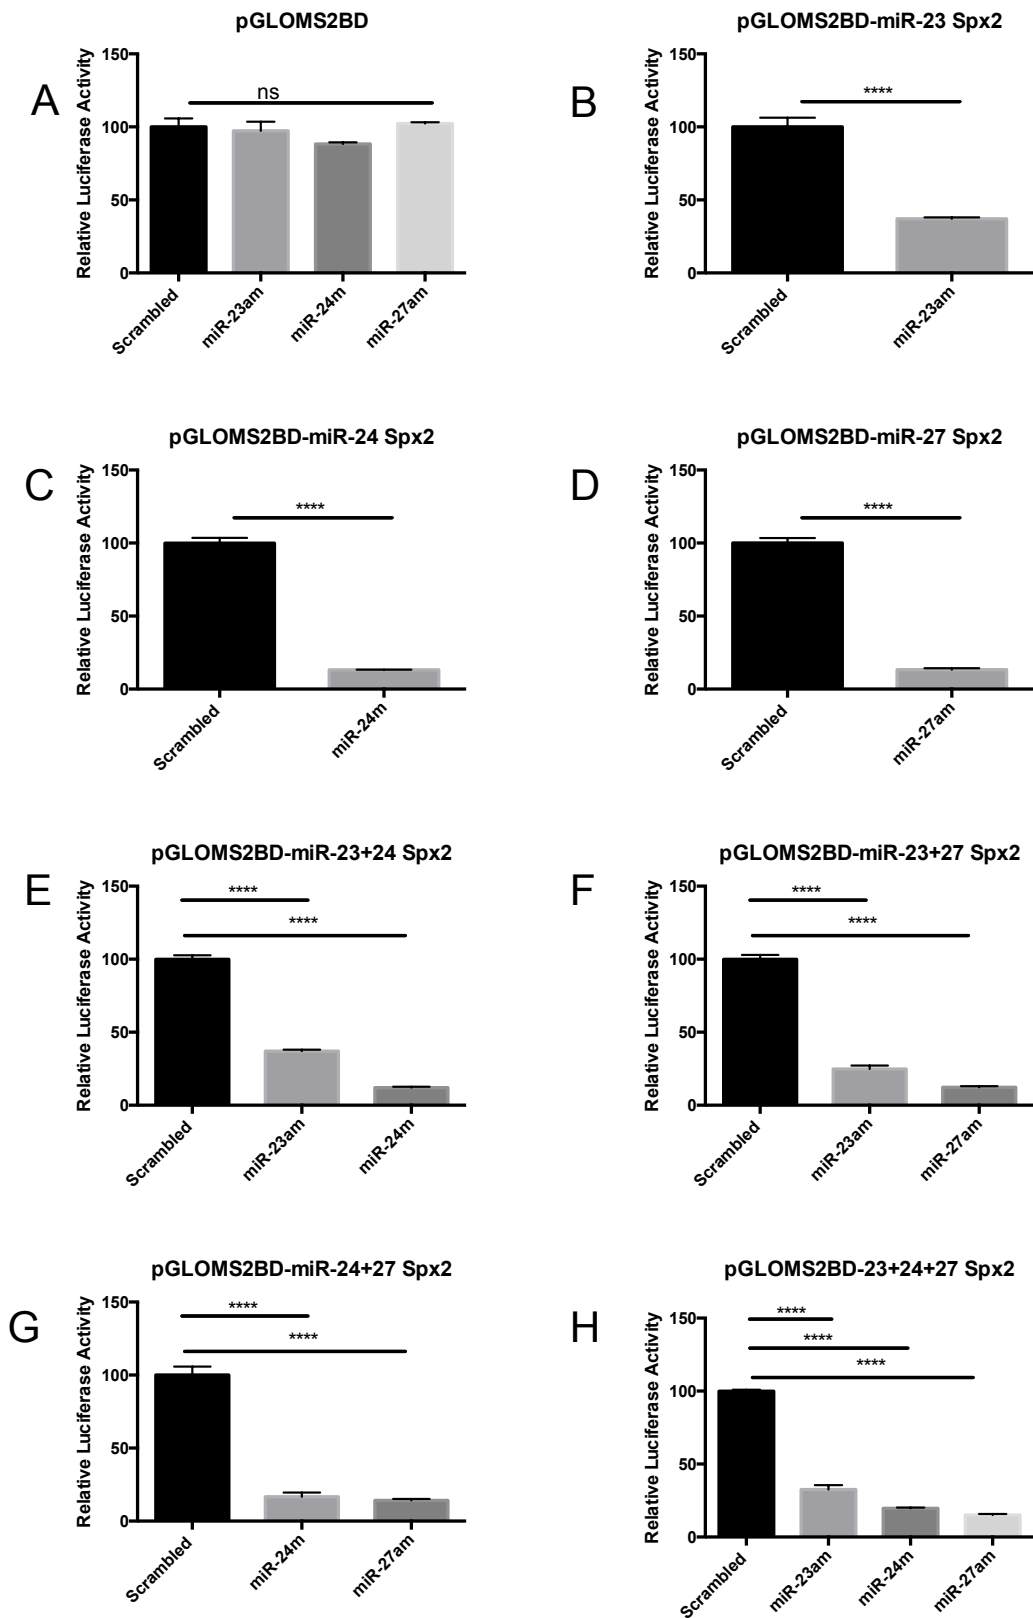 pGLOMS2BD
A
Relative Luciferase Activity
150
100
50
0
ns
Scrambled
miR-23am
miR-24m
miR-27am
pGLOMS2BD-miR-23 Spx2
B
Relative Luciferase Activity
150
100
50
0
****
Scrambled
miR-23am
pGLOMS2BD-miR-24 Spx2
C
Relative Luciferase Activity
150
100
50
0
****
Scrambled
miR-24m
pGLOMS2BD-miR-27 Spx2
D
Relative Luciferase Activity
150
100
50
0
****
Scrambled
miR-27am
pGLOMS2BD-miR-23+24 Spx2
E
Relative Luciferase Activity
150
100
50
0
****
****
Scrambled
miR-23am
miR-24m
pGLOMS2BD-miR-23+27 Spx2
F
Relative Luciferase Activity
150
100
50
0
****
****
Scrambled
miR-23am
miR-27am
pGLOMS2BD-miR-24+27 Spx2
G
Relative Luciferase Activity
150
100
50
0
****
****
Scrambled
miR-24m
miR-27am
pGLOMS2BD-23+24+27 Spx2
H
Relative Luciferase Activity
150
100
50
0
****
****
****
Scrambled
miR-23am
miR-24m
miR-27am